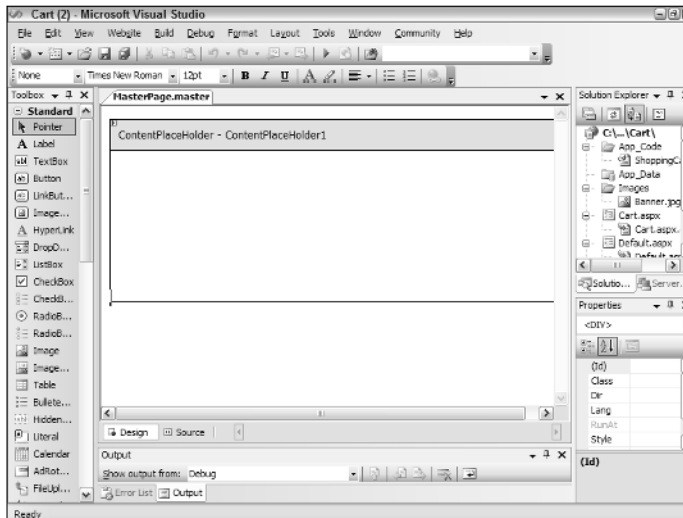 Cart (2) - Microsoft Visual Studio
File Edit View Website Build Debug Format Layout Tools Window Community Help
None Times New Roman 12pt B I U A
Toolbox
Standard
Pointer
A Label
TextBox
Button
LinkBut...
Image...
A HyperLink
DropD...
ListBox
CheckBox
CheckB...
RadioB...
RadioB...
Image
Image...
Table
Bullete...
Hidden...
Literal
Calendar
AdRot...
FileUpl...
MasterPage.master
ContentPlaceHolder - ContentPlaceHolder1
Design Source
Output
Show output from: Debug
Error List Output
Solution Explorer
C:\...\Cart\
App_Code
ShoppingC
App_Data
Images
Banner.jpg
Cart.aspx
Cart.aspx.
Default.aspx
Default.asp
Solutio... Server.
Properties
<DIV>
(Id)
Class
Dir
Lang
RunAt
Style
(Id)
Ready